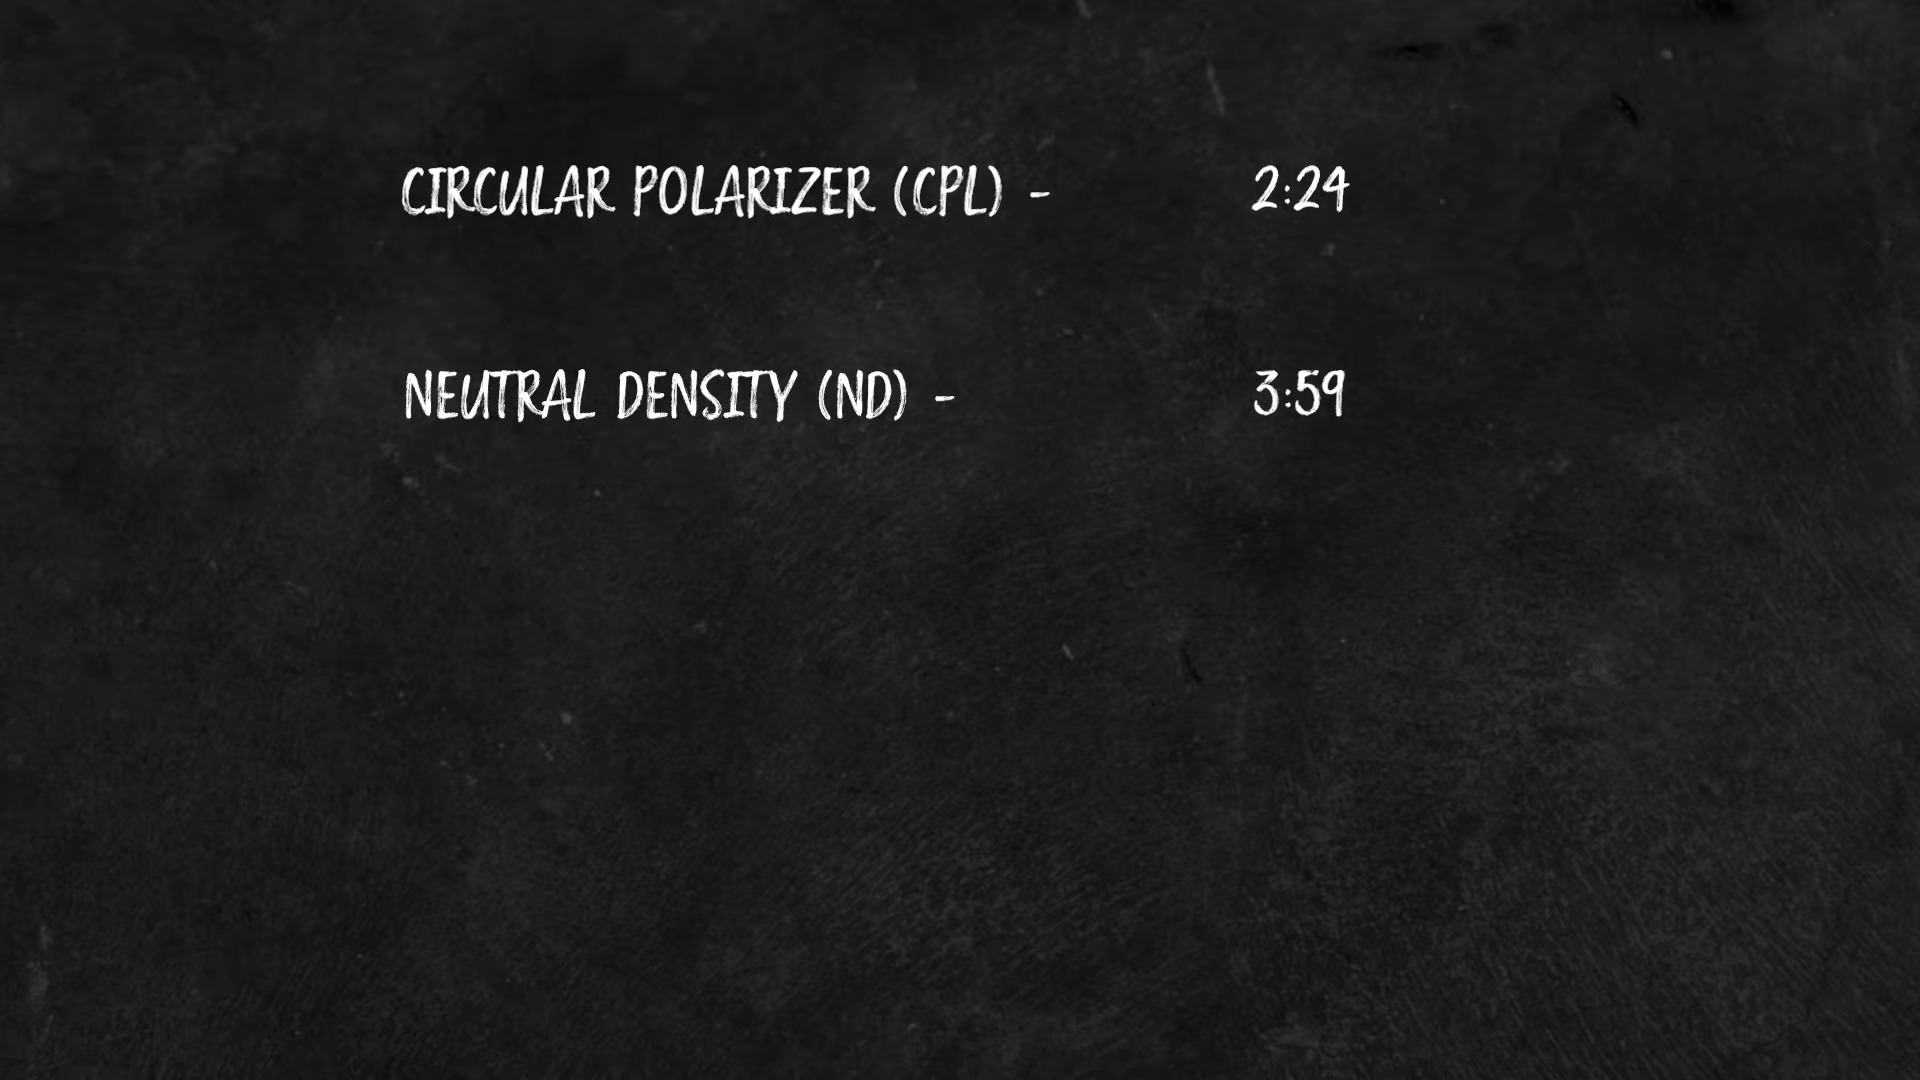 CIRCULAR POLARIZER (CPL) - 2:24
NEUTRAL DENSITY (ND) - 3:59